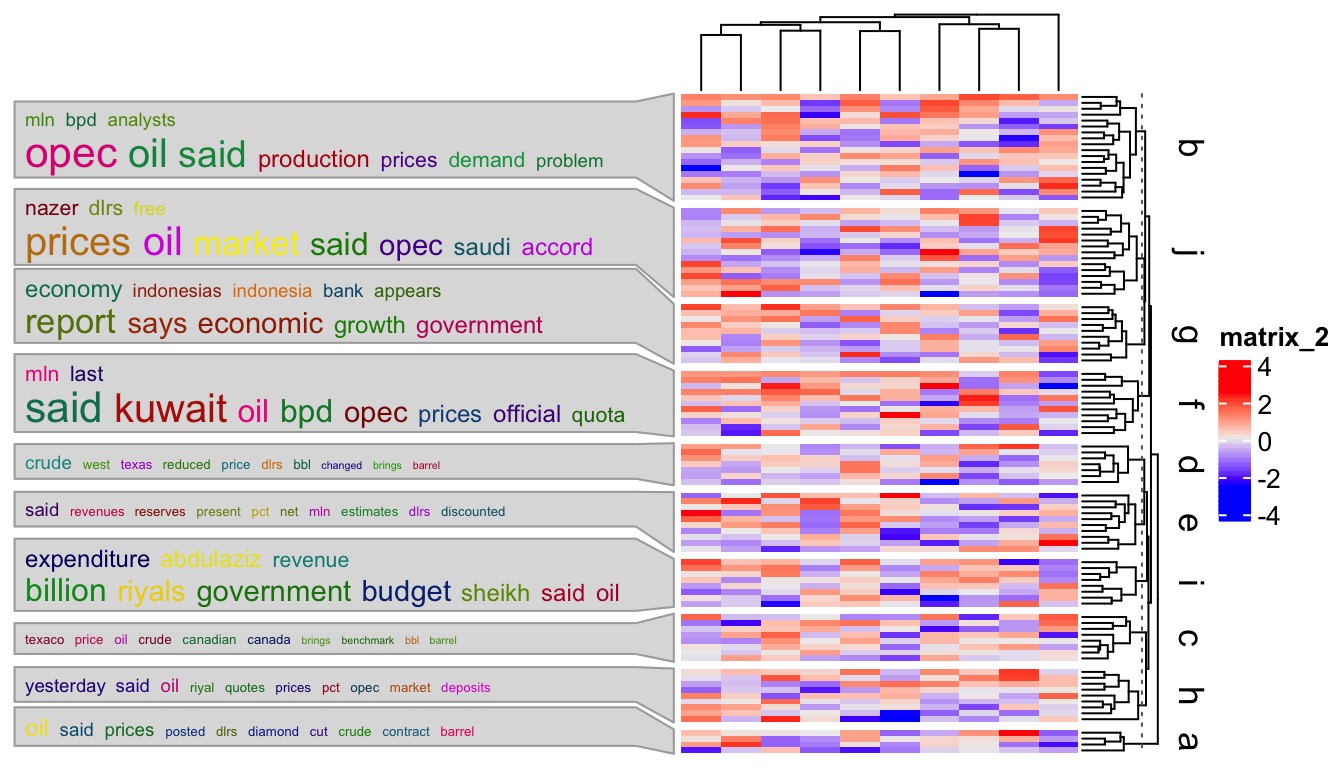 mln bpd analysts
opec oil said production prices demand problem
nazer dlrs free
prices oil market said opec saudi accord
economy indonesias indonesia bank appears
report says economic growth government
mln last
said kuwait oil bpd opec prices official quota
crude west texas reduced price dlrs bbl changed brings barrel
said revenues reserves present pct net mln estimates dlrs discounted
expenditure abdulaziz revenue
billion riyals government budget sheikh said oil
texaco price oil crude canadian canada brings benchmark bbl barrel
yesterday said oil riyal quotes prices pct opec market deposits
oil said prices posted dlrs diamond cut crude contract barrel
b
j
g
f
d
e
i
c
h
a
matrix_2
4
2
0
-2
-4